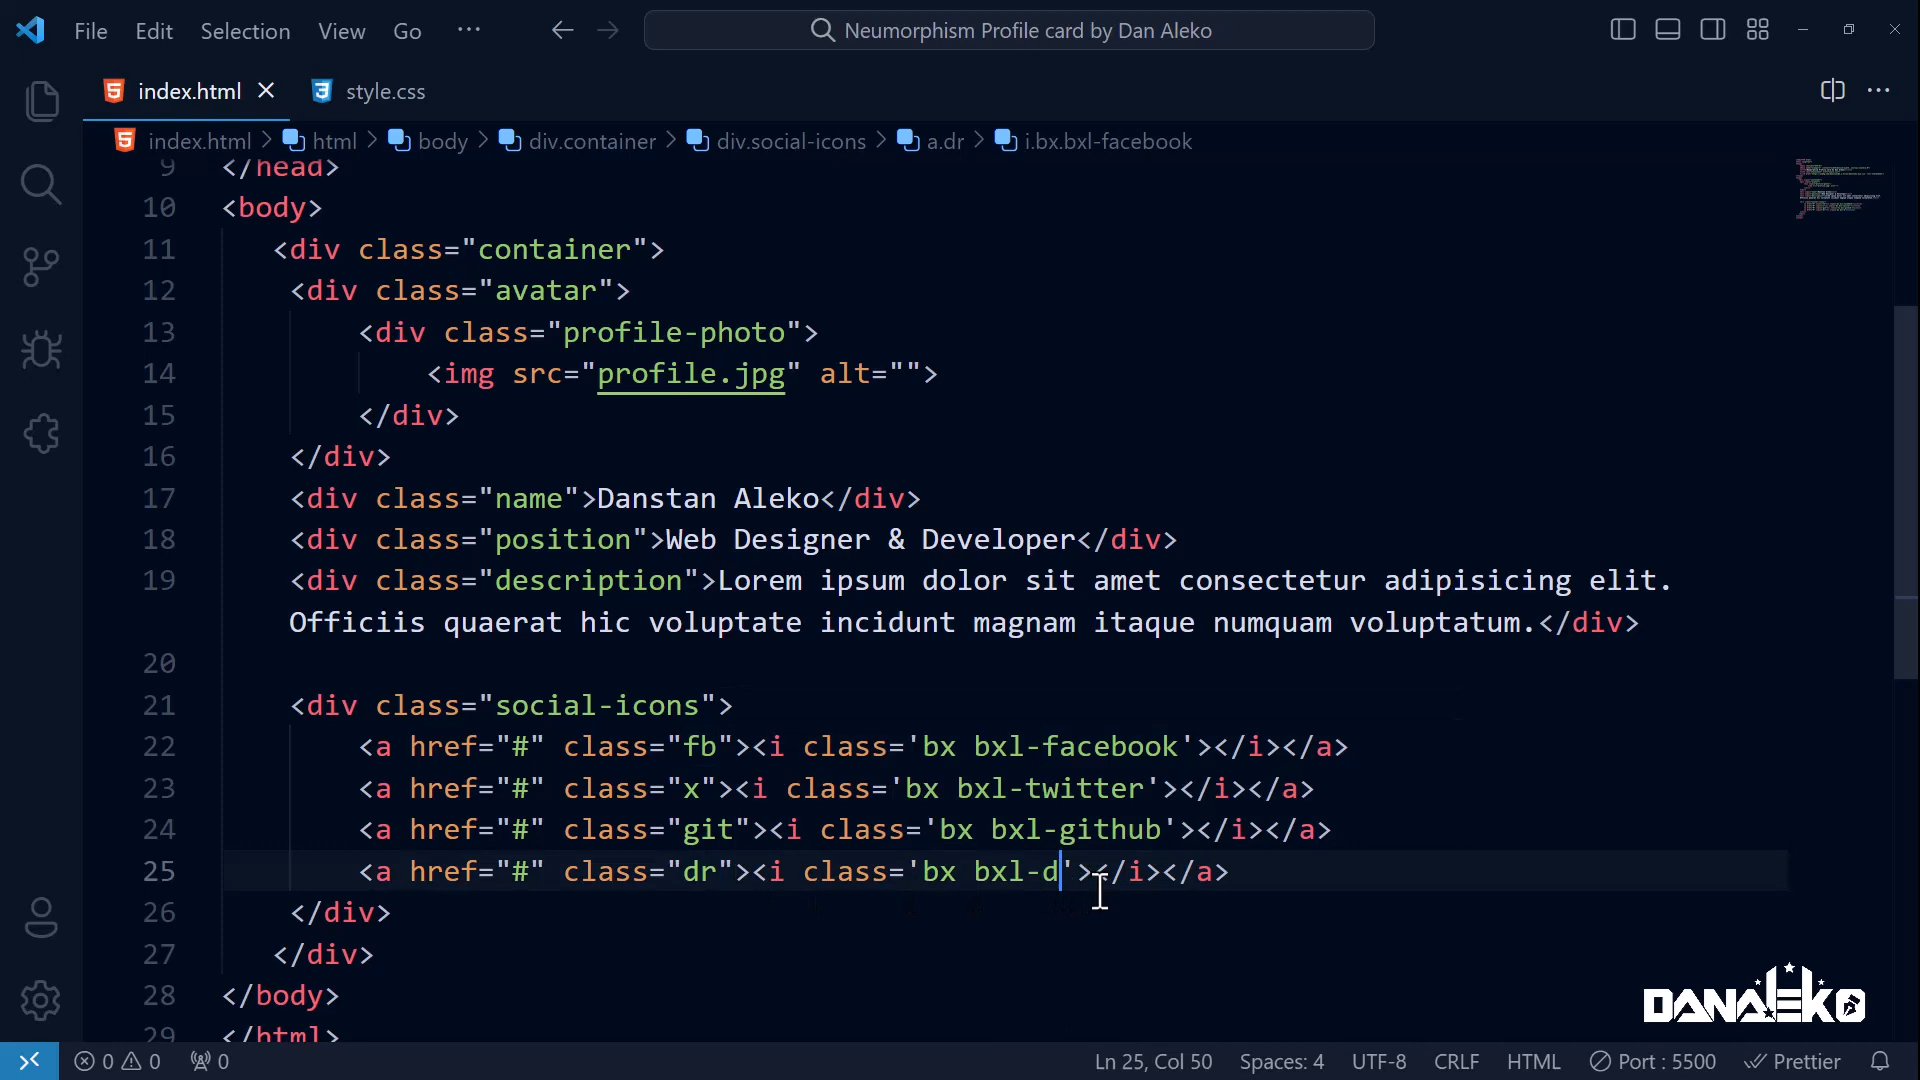 File Edit Selection View Go ··· Neumorphism Profile card by Dan Aleko
index.html style.css
index.html > html > body > div.container > div.social-icons > a.dr > i.bx.bxl-facebook
9 </head>
10 <body>
11 <div class="container">
12 <div class="avatar">
13 <div class="profile-photo">
14 <img src="profile.jpg" alt="">
15 </div>
16 </div>
17 <div class="name">Danstan Aleko</div>
18 <div class="position">Web Designer & Developer</div>
19 <div class="description">Lorem ipsum dolor sit amet consectetur adipisicing elit.
Officiis quaerat hic voluptate incidunt magnam itaque numquam voluptatum.</div>
20
21 <div class="social-icons">
22 <a href="#" class="fb"><i class='bx bxl-facebook'></i></a>
23 <a href="#" class="x"><i class='bx bxl-twitter'></i></a>
24 <a href="#" class="git"><i class='bx bxl-github'></i></a>
25 <a href="#" class="dr"><i class='bx bxl-d'></i></a>
26 </div>
27 </div>
28 </body>
29 </html>
DANALEKO
0 0 0 Ln 25, Col 50 Spaces: 4 UTF-8 CRLF HTML Port : 5500 Prettier